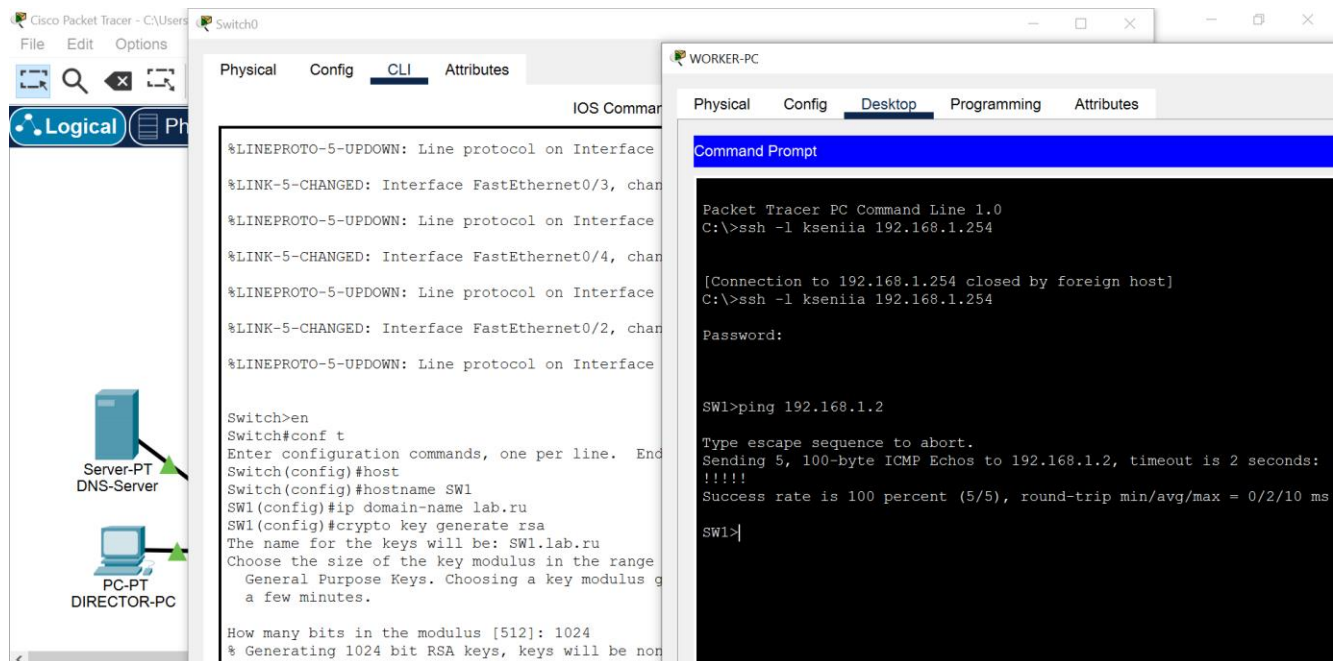 Cisco Packet Tracer - C:\Users
File Edit Options
Logical
Ph
Server-PT
DNS-Server
PC-PT
DIRECTOR-PC
Switch0
Physical Config CLI Attributes
IOS Commar
%LINEPROTO-5-UPDOWN: Line protocol on Interface
%LINK-5-CHANGED: Interface FastEthernet0/3, chan
%LINEPROTO-5-UPDOWN: Line protocol on Interface
%LINK-5-CHANGED: Interface FastEthernet0/4, chan
%LINEPROTO-5-UPDOWN: Line protocol on Interface
%LINK-5-CHANGED: Interface FastEthernet0/2, chan
%LINEPROTO-5-UPDOWN: Line protocol on Interface
Switch>en
Switch#conf t
Enter configuration commands, one per line. End
Switch(config)#host
Switch(config)#hostname SW1
SW1(config)#ip domain-name lab.ru
SW1(config)#crypto key generate rsa
The name for the keys will be: SW1.lab.ru
Choose the size of the key modulus in the range
General Purpose Keys. Choosing a key modulus g
a few minutes.
How many bits in the modulus [512]: 1024
% Generating 1024 bit RSA keys, keys will be non
WORKER-PC
Physical Config Desktop Programming Attributes
Command Prompt
Packet Tracer PC Command Line 1.0
C:\>ssh -l kseniia 192.168.1.254
[Connection to 192.168.1.254 closed by foreign host]
C:\>ssh -l kseniia 192.168.1.254
Password:
SW1>ping 192.168.1.2
Type escape sequence to abort.
Sending 5, 100-byte ICMP Echos to 192.168.1.2, timeout is 2 seconds:
!!!!!
Success rate is 100 percent (5/5), round-trip min/avg/max = 0/2/10 ms
SW1>